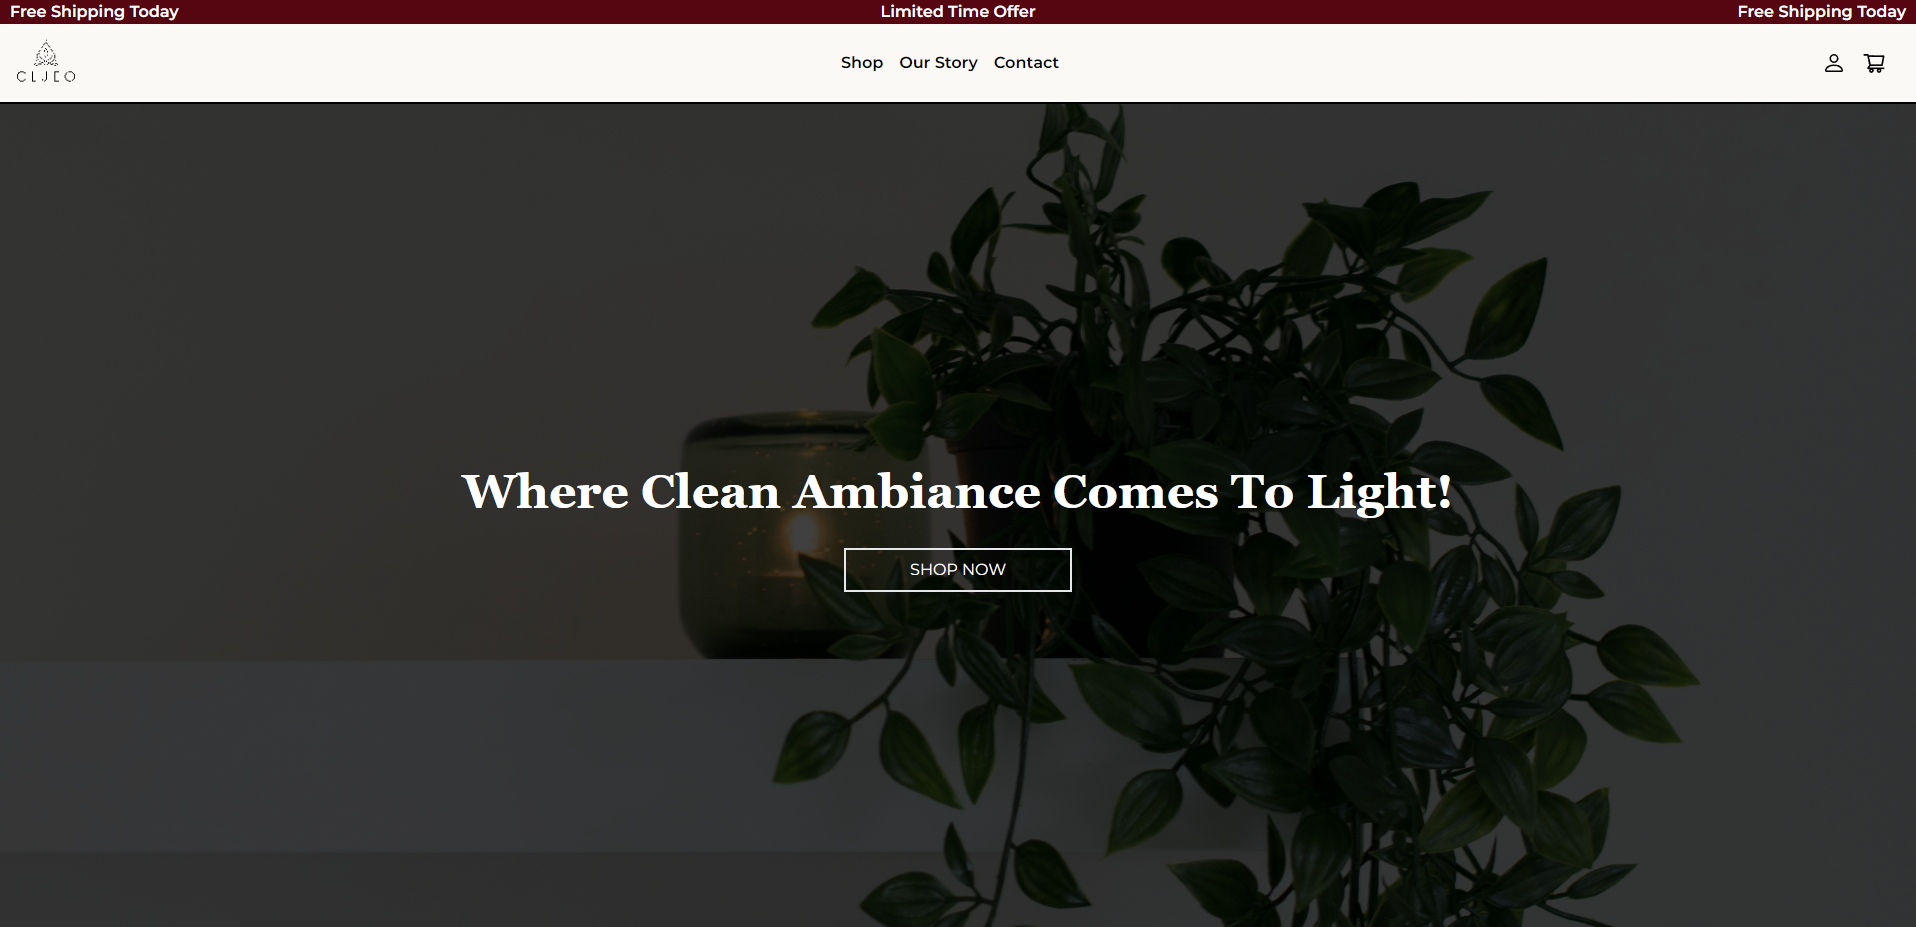 Free Shipping Today Limited Time Offer Free Shipping Today
CLJEO
Shop Our Story Contact
Where Clean Ambiance Comes To Light!
SHOP NOW